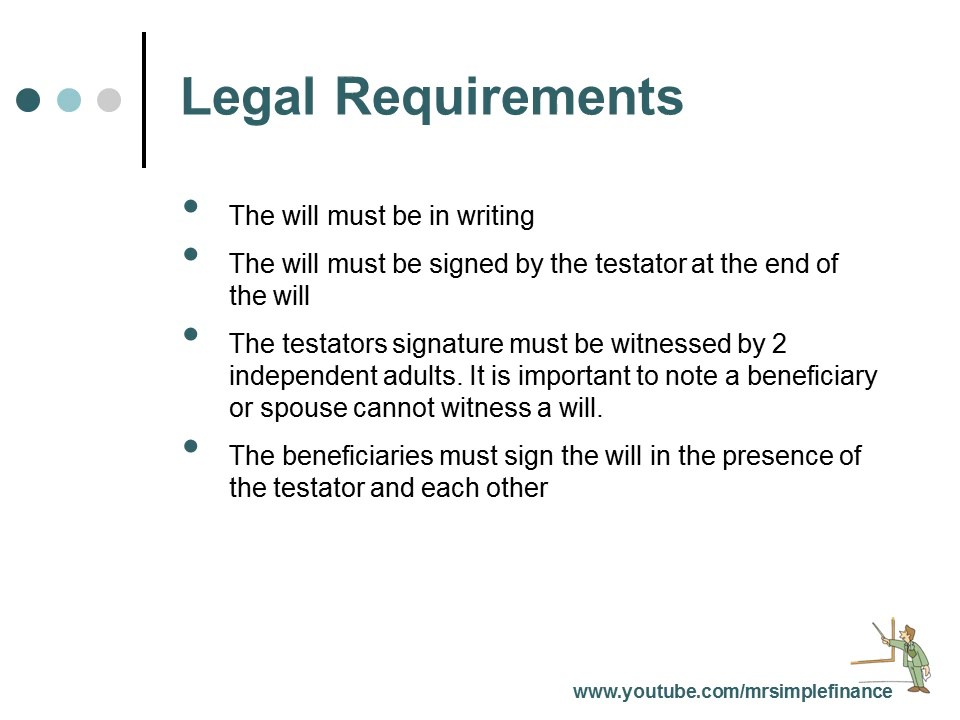 Legal Requirements
• The will must be in writing
• The will must be signed by the testator at the end of
the will
• The testators signature must be witnessed by 2
independent adults. It is important to note a beneficiary
or spouse cannot witness a will.
• The beneficiaries must sign the will in the presence of
the testator and each other
www.youtube.com/mrsimplefinance